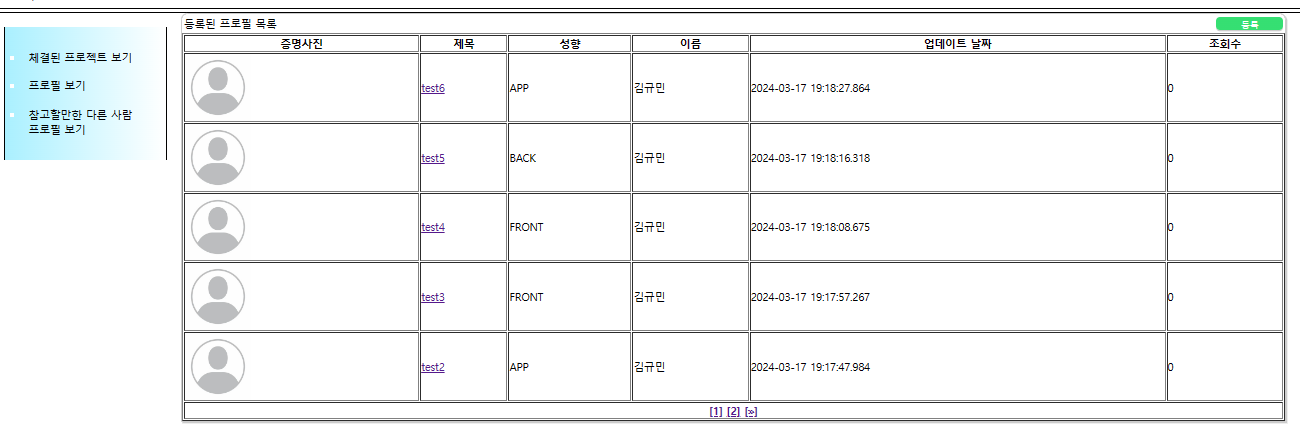 등록된 프로필 목록
등록
체결된 프로젝트 보기
프로필 보기
참고할만한 다른 사람
프로필 보기
증명사진 제목 성향 이름 업데이트 날짜 조회수
test6 APP 김규민 2024-03-17 19:18:27.864 0
test5 BACK 김규민 2024-03-17 19:18:16.318 0
test4 FRONT 김규민 2024-03-17 19:18:08.675 0
test3 FRONT 김규민 2024-03-17 19:17:57.267 0
test2 APP 김규민 2024-03-17 19:17:47.984 0
[1] [2] [»]